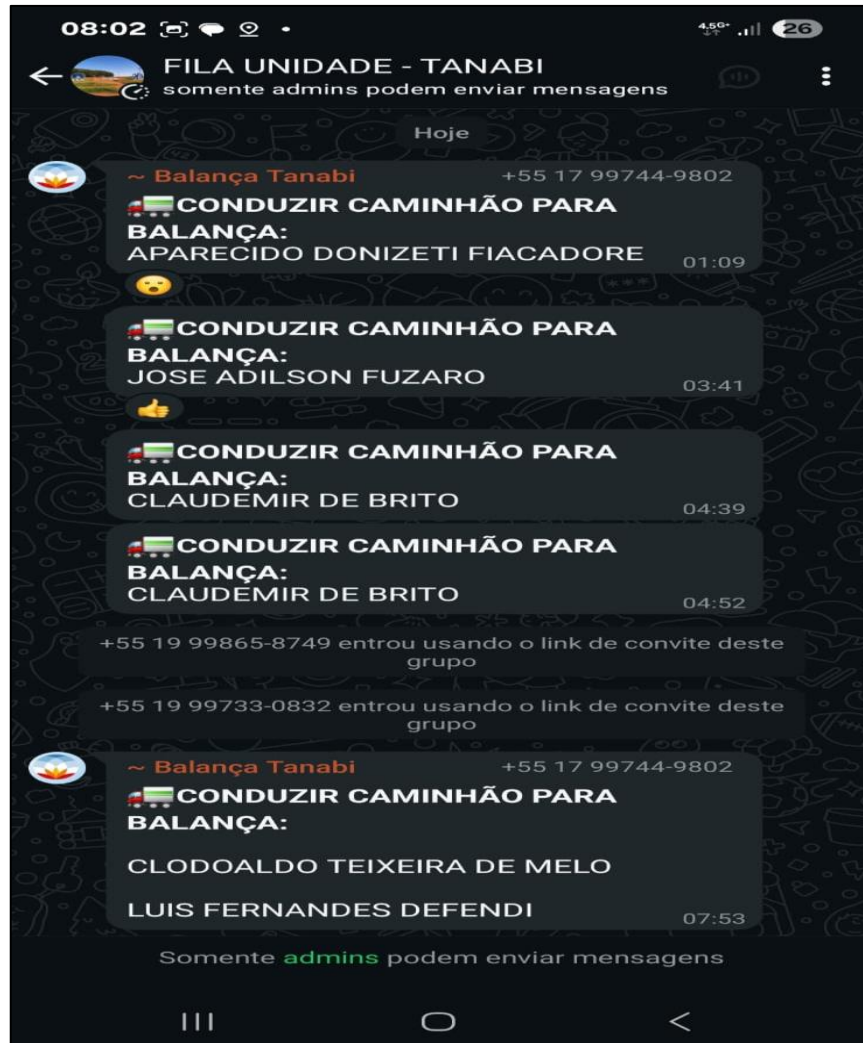 08:02
4.5G+ 26
FILA UNIDADE - TANABI
somente admins podem enviar mensagens
Hoje
~ Balança Tanabi +55 17 99744-9802
CONDUZIR CAMINHÃO PARA
BALANÇA:
APARECIDO DONIZETI FIACADORE 01:09
CONDUZIR CAMINHÃO PARA
BALANÇA:
JOSE ADILSON FUZARO 03:41
CONDUZIR CAMINHÃO PARA
BALANÇA:
CLAUDEMIR DE BRITO 04:39
CONDUZIR CAMINHÃO PARA
BALANÇA:
CLAUDEMIR DE BRITO 04:52
+55 19 99865-8749 entrou usando o link de convite deste
grupo
+55 19 99733-0832 entrou usando o link de convite deste
grupo
~ Balança Tanabi +55 17 99744-9802
CONDUZIR CAMINHÃO PARA
BALANÇA:
CLODOALDO TEIXEIRA DE MELO
LUIS FERNANDES DEFENDI 07:53
Somente admins podem enviar mensagens